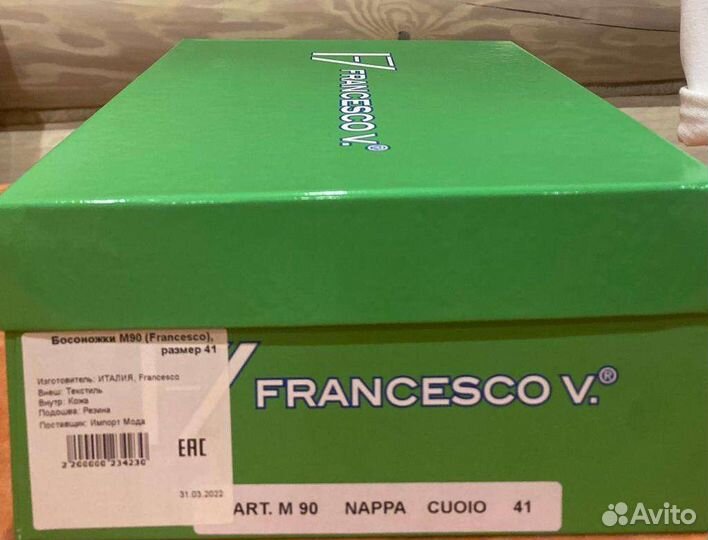 FRANCESCO V.®
Босоножки М90 (Francesco),
размер 41
Изготовитель: ИТАЛИЯ, Francesco
Внеш: Текстиль
Внутр: Кожа
Подошва: Резина
Поставщик: Импорт Мода
2 200000 234230
EAC
31.03.2022
FRANCESCO V.®
ART. M 90 NAPPA CUOIO 41
Avito